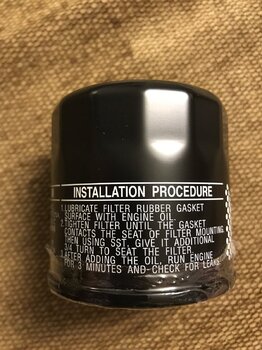 INSTALLATION PROCEDURE
1. LUBRICATE FILTER RUBBER GASKET
SURFACE WITH ENGINE OIL.
2. TIGHTEN FILTER UNTIL THE GASKET
CONTACTS THE SEAT OF FILTER MOUNTING.
THEN USING SST, GIVE IT ADDITIONAL
3/4 TURN TO SEAT THE FILTER.
3. AFTER ADDING THE OIL, RUN ENGINE
FOR 3 MINUTES AND CHECK FOR LEAKS.